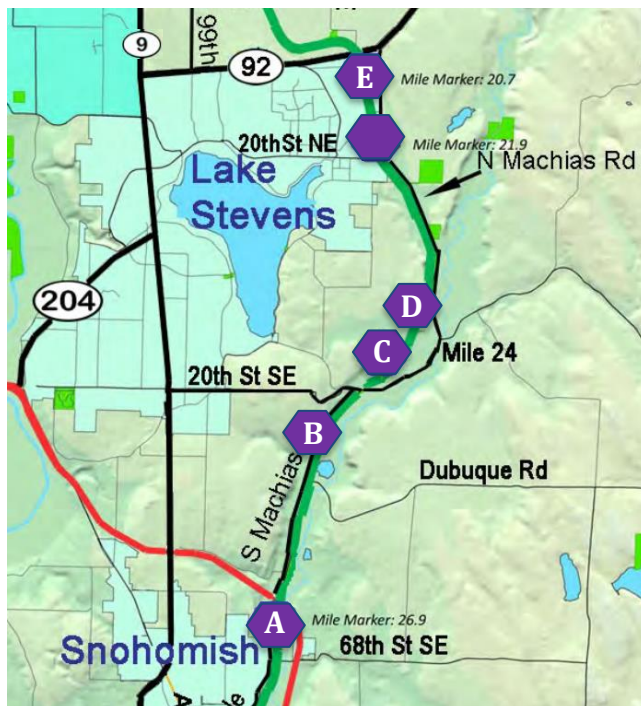 99th
9
92
E
Mile Marker: 20.7
20thSt NE
Mile Marker: 21.9
N Machias Rd
Lake
Stevens
204
D
C
Mile 24
20th St SE
B
Dubuque Rd
S Machias
A
Mile Marker: 26.9
68th St SE
Snohomish